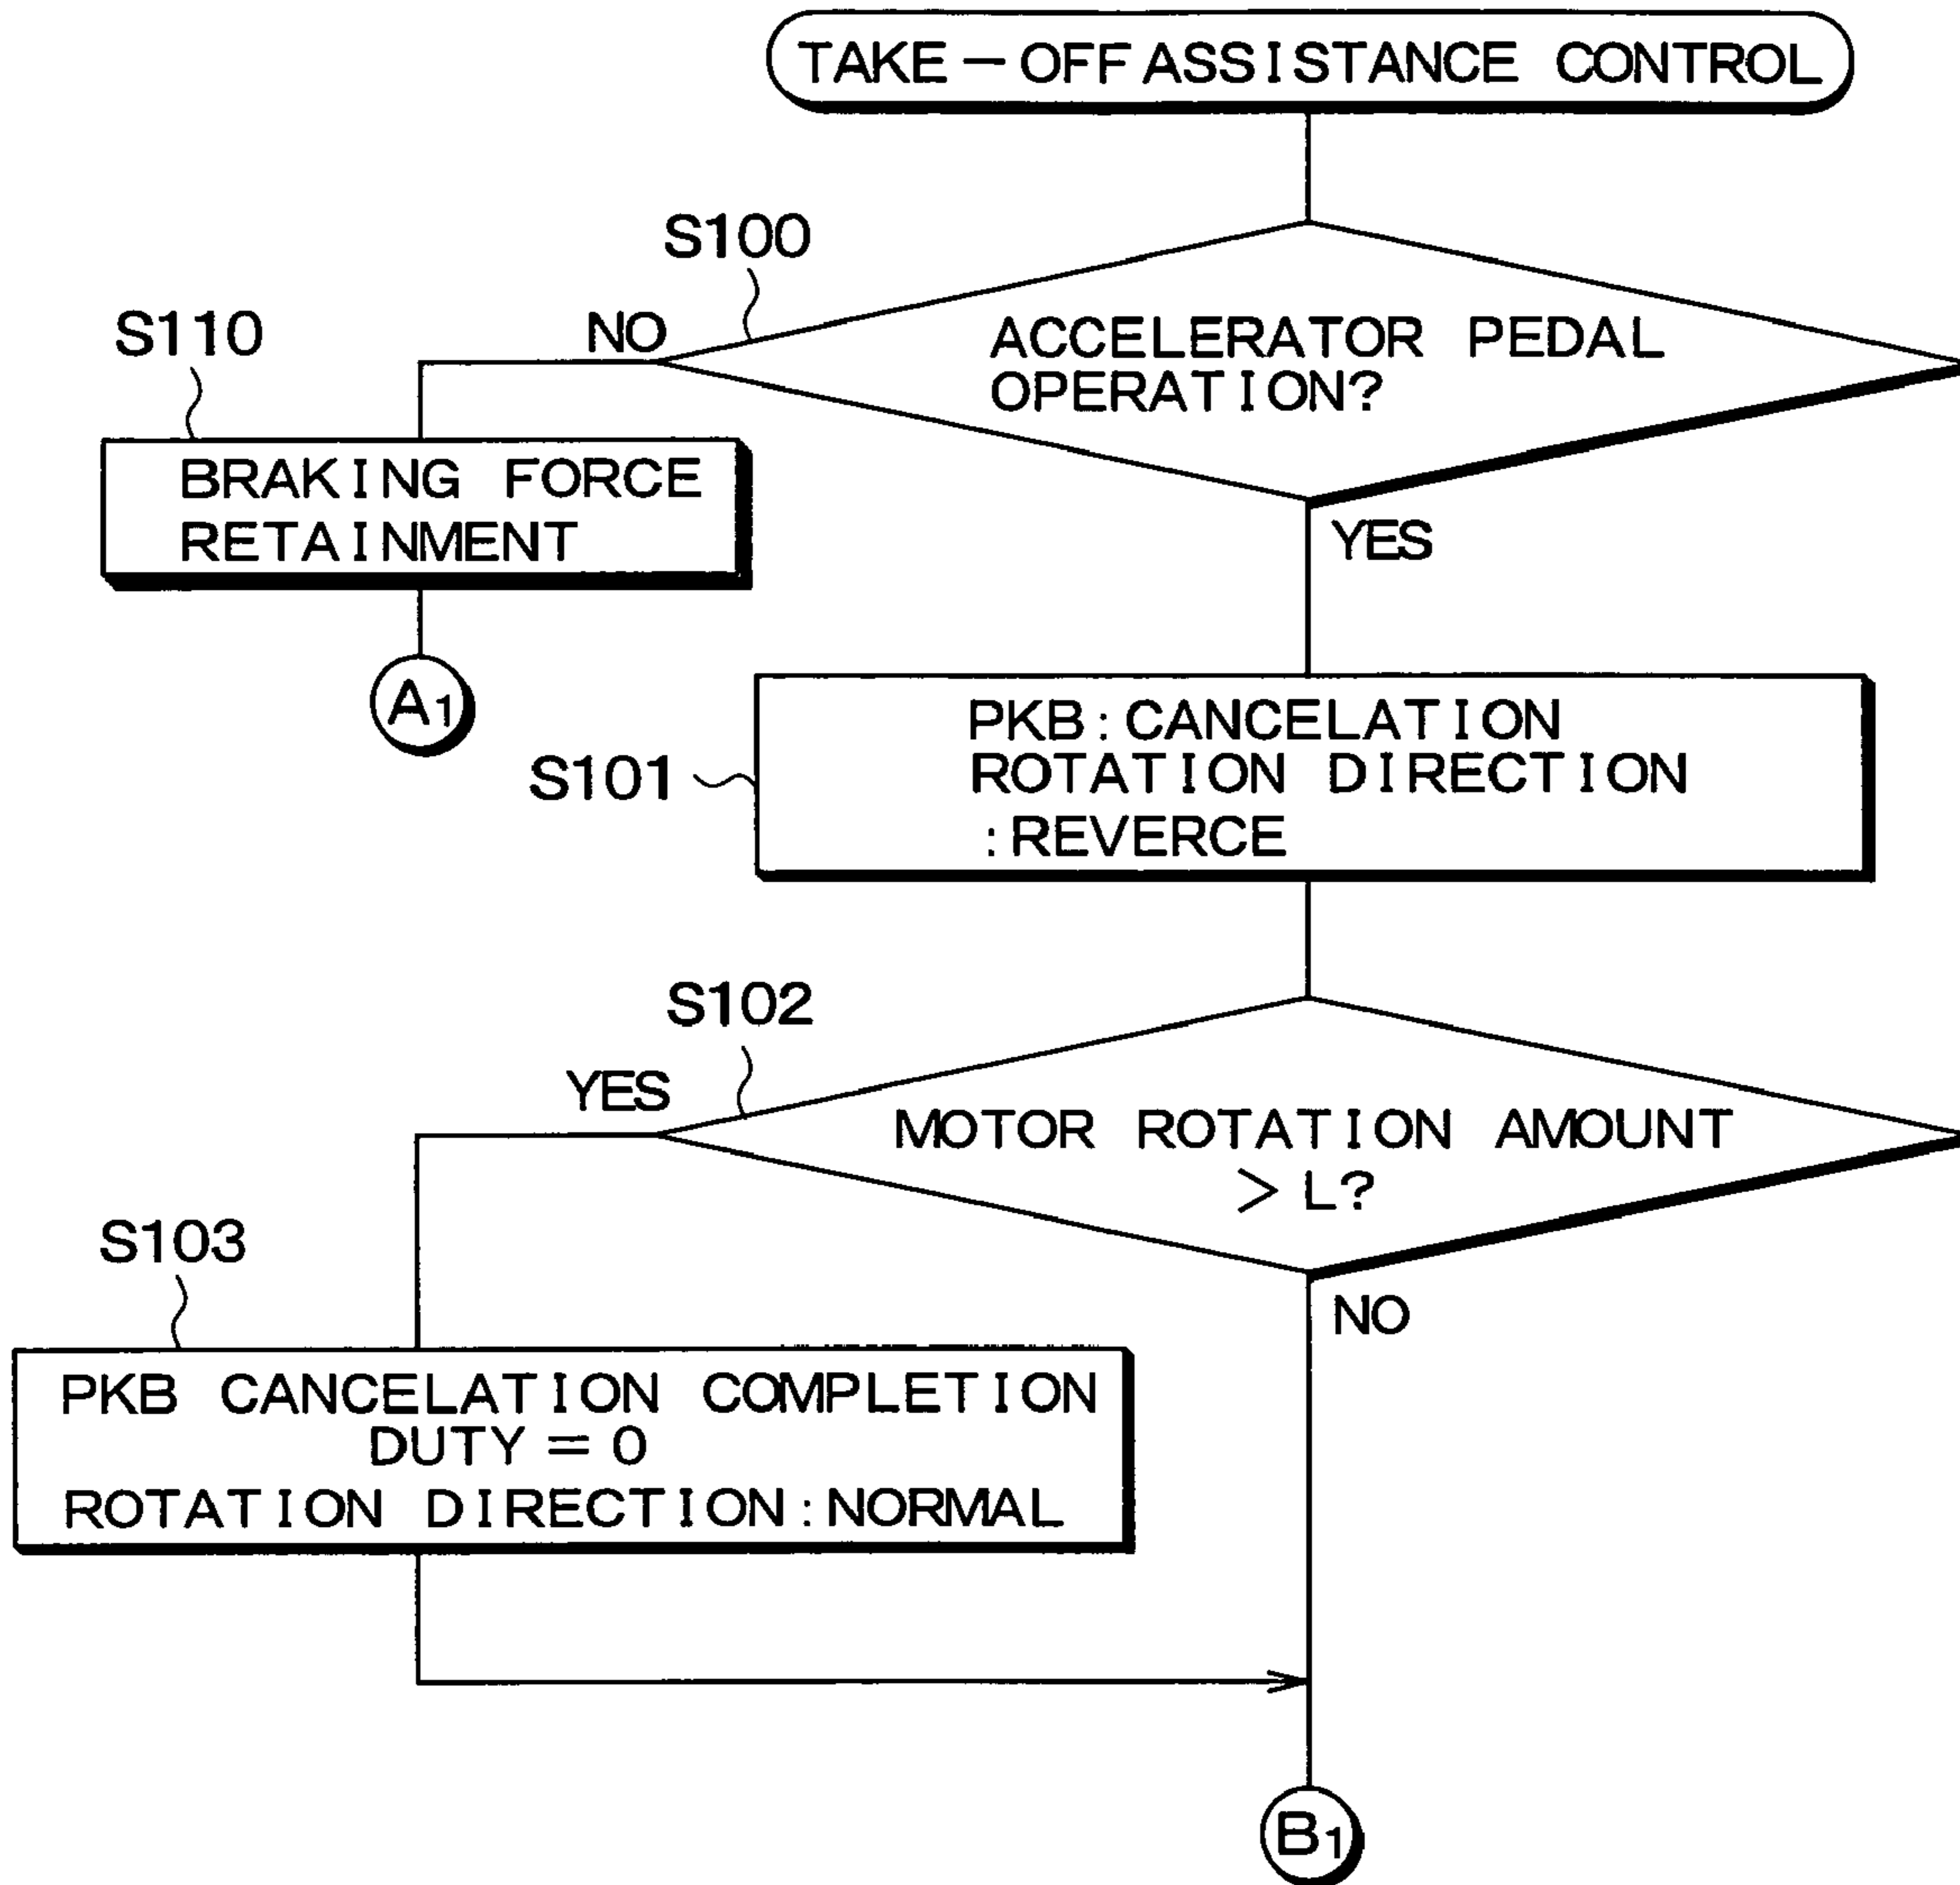 TAKE-OFF ASSISTANCE CONTROL
S100
ACCELERATOR PEDAL
OPERATION?
NO
YES
S110
BRAKING FORCE
RETAINMENT
A1
S101
PKB:CANCELATION
ROTATION DIRECTION
:REVERCE
S102
MOTOR ROTATION AMOUNT
> L?
YES
NO
S103
PKB CANCELATION COMPLETION
DUTY=0
ROTATION DIRECTION:NORMAL
B1